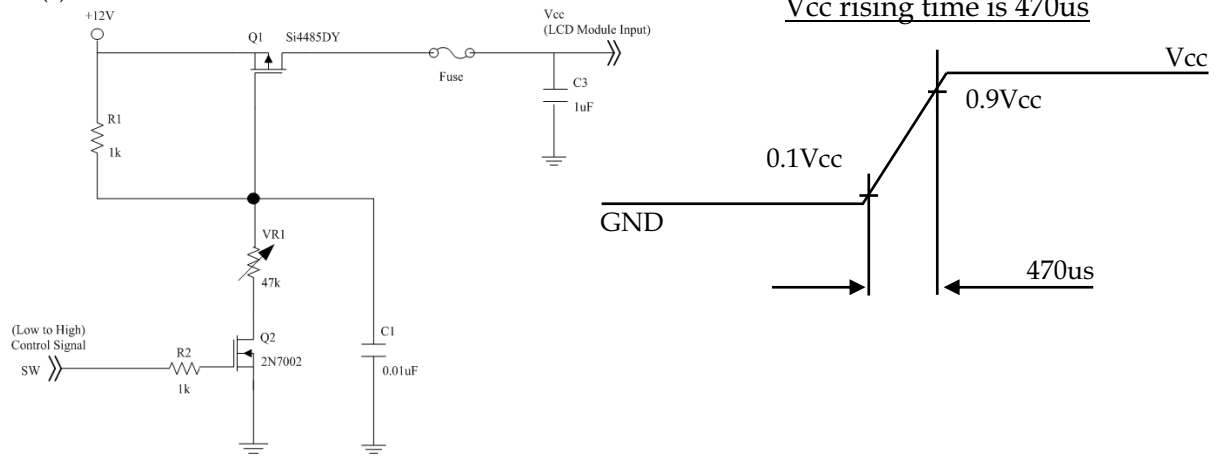 +12V
Q1
Si4485DY
Vcc
(LCD Module Input)
Fuse
C3
1uF
R1
1k
VR1
47k
(Low to High)
Control Signal
SW
R2
1k
Q2
2N7002
C1
0.01uF
Vcc rising time is 470us
Vcc
0.9Vcc
0.1Vcc
GND
470us